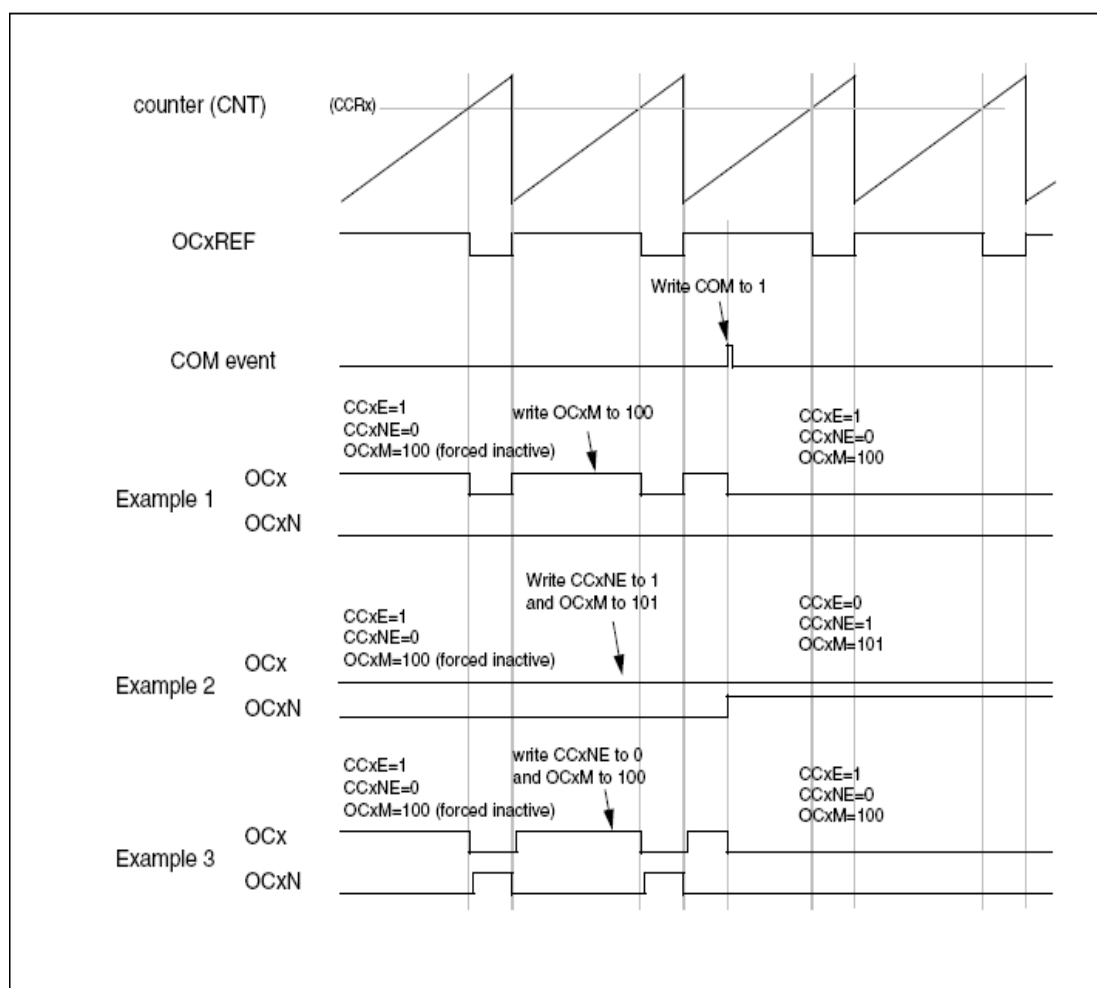 counter (CNT)
(CCRx)
OCxREF
Write COM to 1
COM event
CCxE=1
CCxNE=0
OCxM=100 (forced inactive)
write OCxM to 100
CCxE=1
CCxNE=0
OCxM=100
Example 1
OCx
OCxN
Write CCxNE to 1
and OCxM to 101
CCxE=1
CCxNE=0
OCxM=100 (forced inactive)
CCxE=0
CCxNE=1
OCxM=101
Example 2
OCx
OCxN
write CCxNE to 0
and OCxM to 100
CCxE=1
CCxNE=0
OCxM=100 (forced inactive)
CCxE=1
CCxNE=0
OCxM=100
Example 3
OCx
OCxN